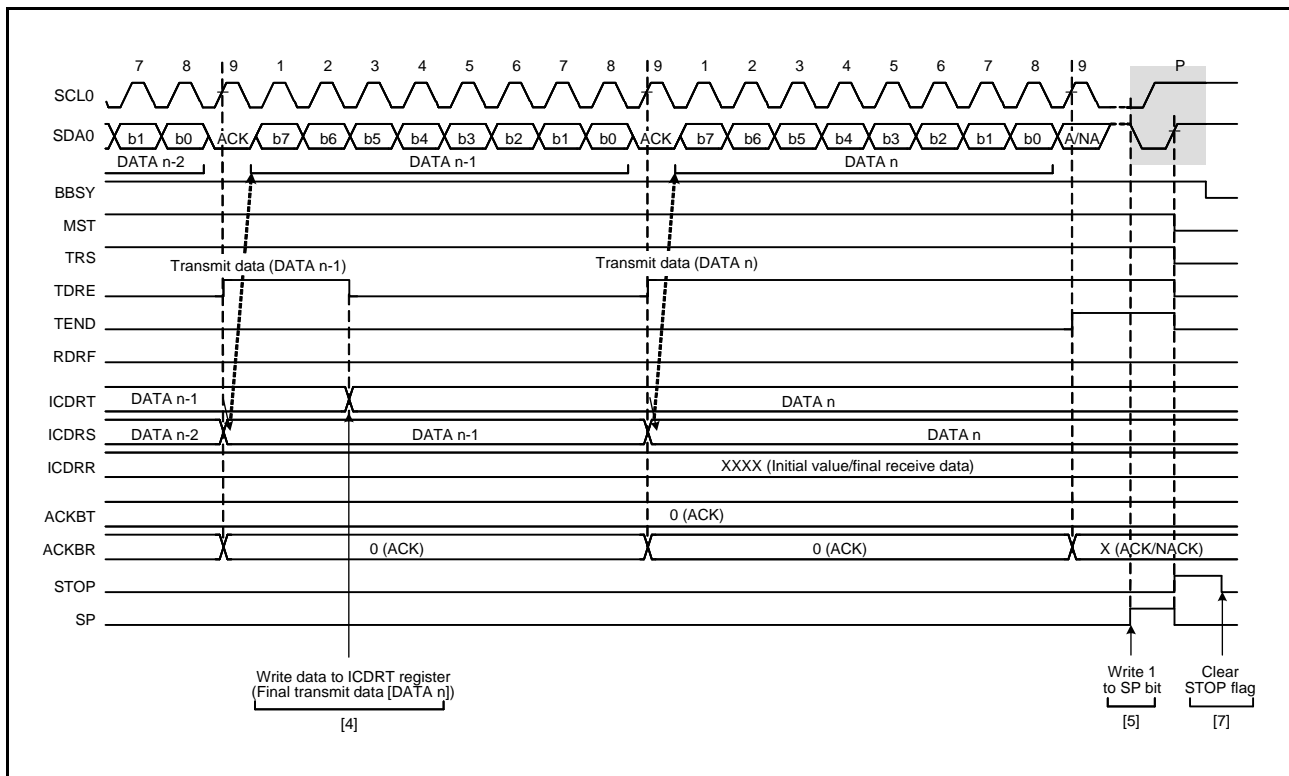 7 8 9 1 2 3 4 5 6 7 8 9 1 2 3 4 5 6 7 8 9 P
SCL0
SDA0 b1 b0 ACK b7 b6 b5 b4 b3 b2 b1 b0 ACK b7 b6 b5 b4 b3 b2 b1 b0 A/NA
DATA n-2 DATA n-1 DATA n
BBSY
MST
TRS
Transmit data (DATA n-1) Transmit data (DATA n)
TDRE
TEND
RDRF
ICDRT DATA n-1 DATA n
ICDRS DATA n-2 DATA n-1 DATA n
ICDRR XXXX (Initial value/final receive data)
ACKBT 0 (ACK)
ACKBR 0 (ACK) 0 (ACK) X (ACK/NACK)
STOP
SP
Write data to ICDRT register
(Final transmit data [DATA n])
[4]
Write 1
to SP bit
[5]
Clear
STOP flag
[7]